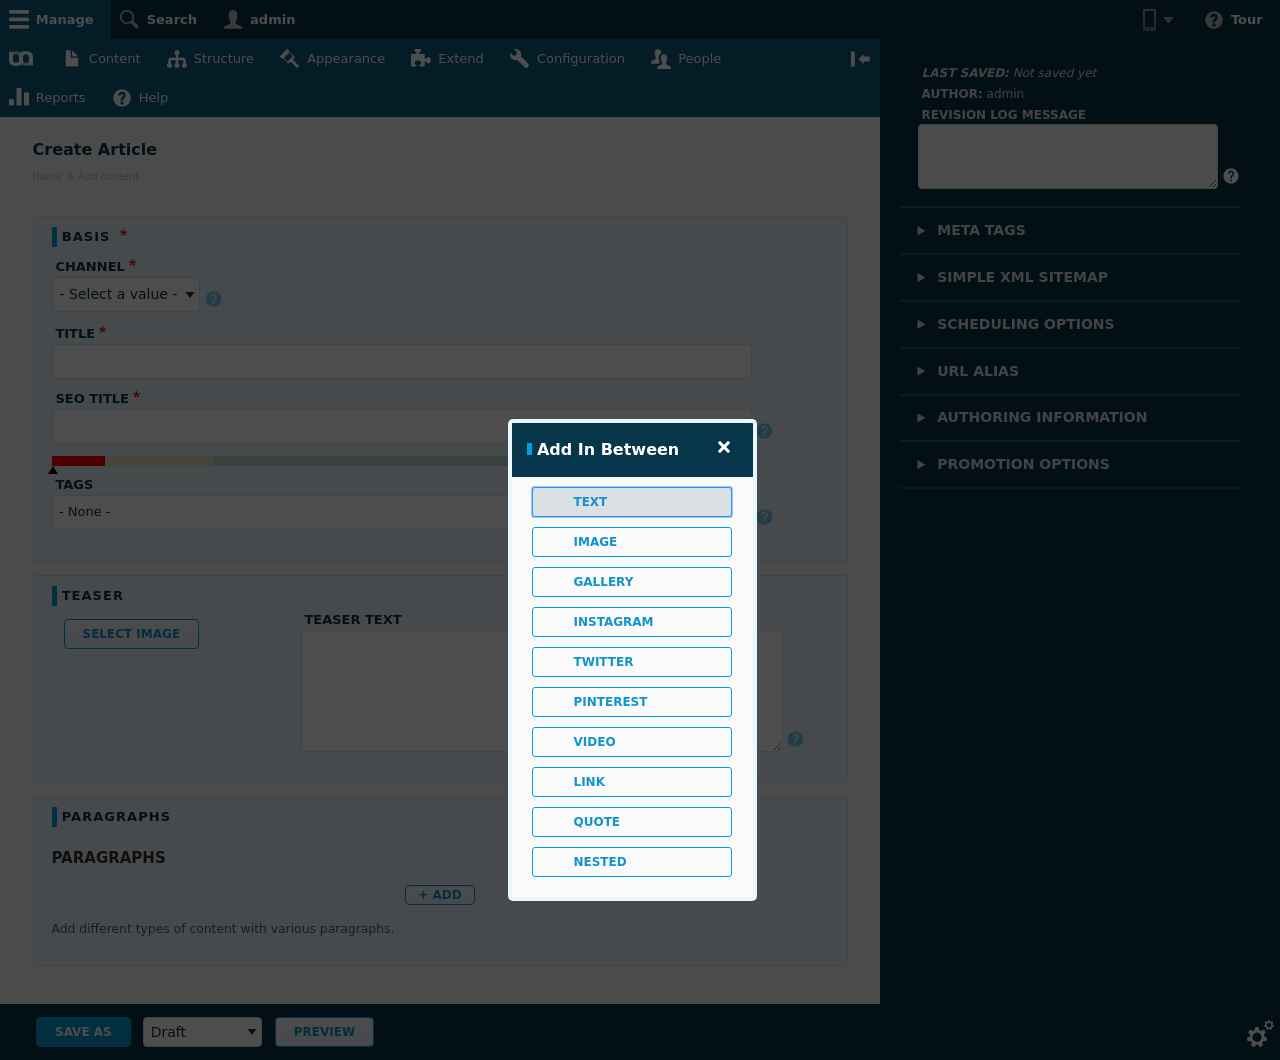 Manage
Search
admin
Tour
Content
Structure
Appearance
Extend
Configuration
People
Reports
? Help
LAST SAVED: Not saved yet
AUTHOR: admin
REVISION LOG MESSAGE
?
META TAGS
SIMPLE XML SITEMAP
SCHEDULING OPTIONS
URL ALIAS
AUTHORING INFORMATION
PROMOTION OPTIONS
Create Article
Home » Add content
BASIS *
CHANNEL *
- Select a value -
?
TITLE *
SEO TITLE *
?
TAGS
- None -
?
TEASER
SELECT IMAGE
TEASER TEXT
?
PARAGRAPHS
PARAGRAPHS
+ ADD
Add different types of content with various paragraphs.
Add In Between
×
TEXT
IMAGE
GALLERY
INSTAGRAM
TWITTER
PINTEREST
VIDEO
LINK
QUOTE
NESTED
SAVE AS
Draft
PREVIEW